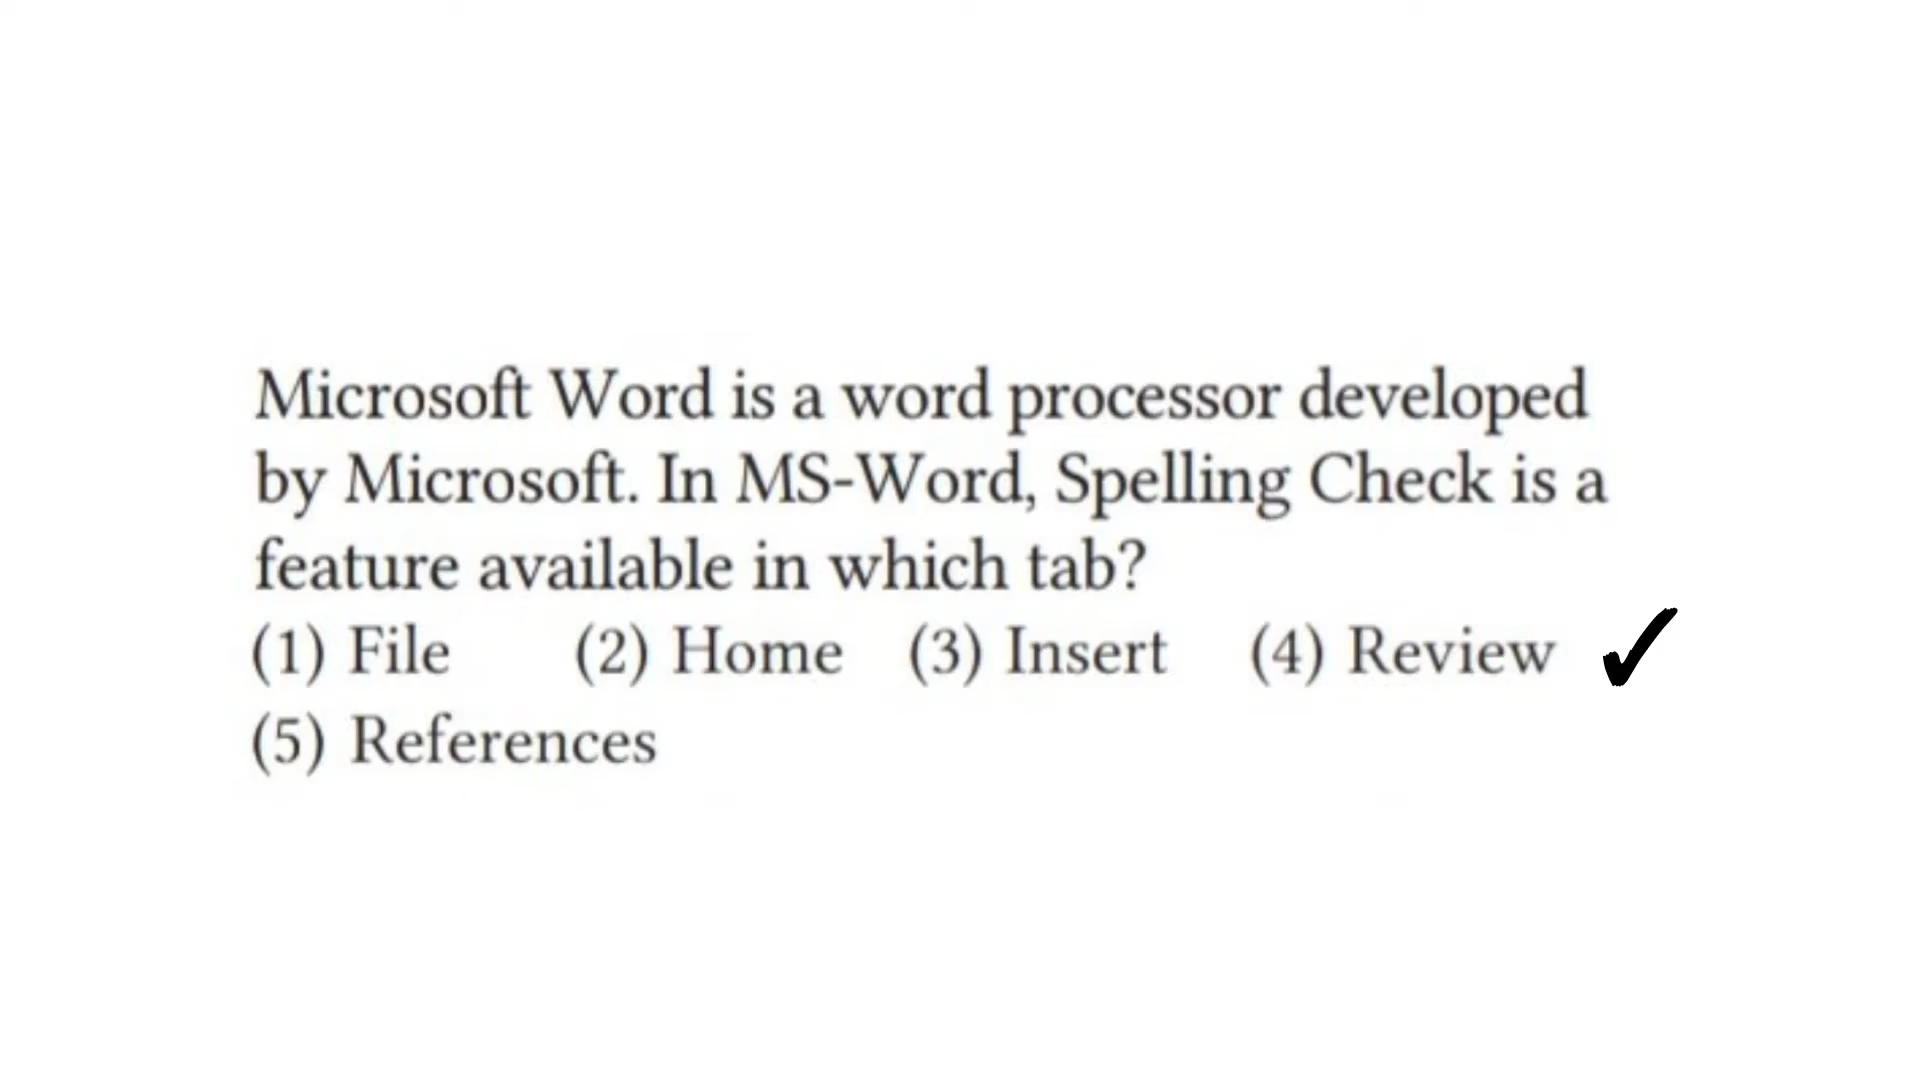 Microsoft Word is a word processor developed
by Microsoft. In MS-Word, Spelling Check is a
feature available in which tab?
(1) File (2) Home (3) Insert (4) Review ✓
(5) References